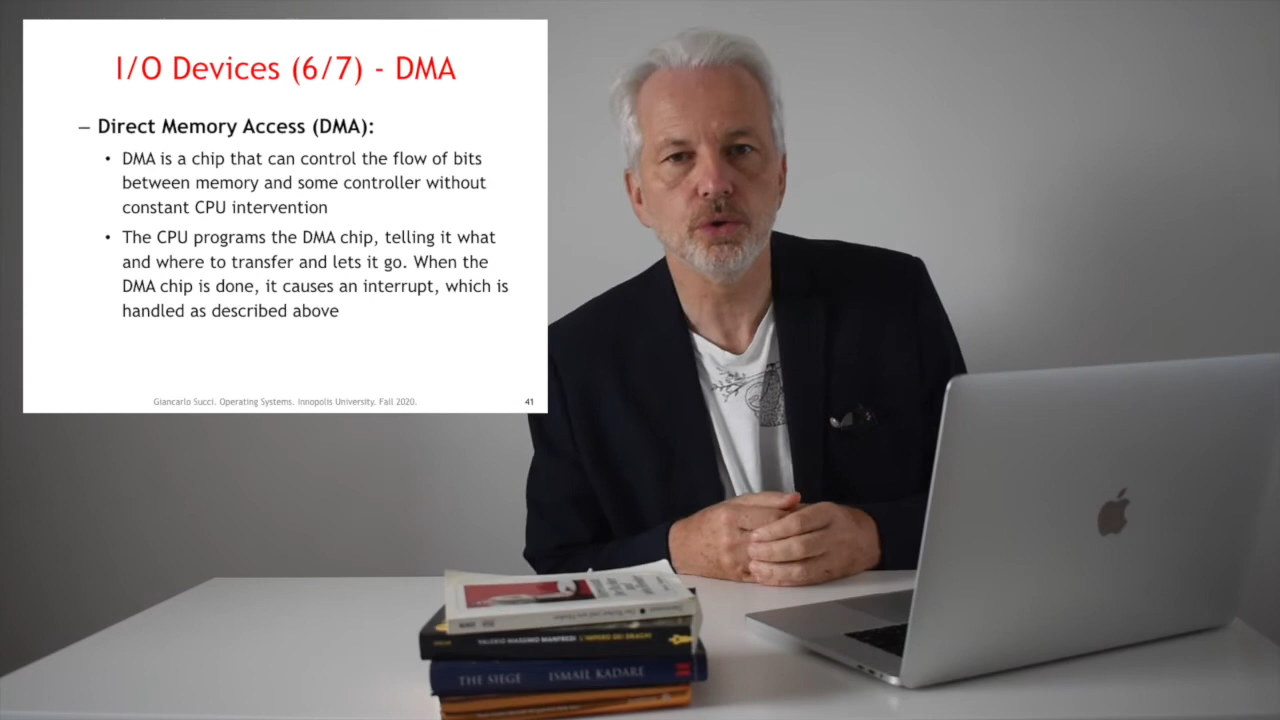 I/O Devices (6/7) - DMA
– Direct Memory Access (DMA):
• DMA is a chip that can control the flow of bits
between memory and some controller without
constant CPU intervention
• The CPU programs the DMA chip, telling it what
and where to transfer and lets it go. When the
DMA chip is done, it causes an interrupt, which is
handled as described above
Giancarlo Succi. Operating Systems. Innopolis University. Fall 2020.
41
VALERIO MASSIMO MANFREDI
THE SIEGE ISMAIL KADARE